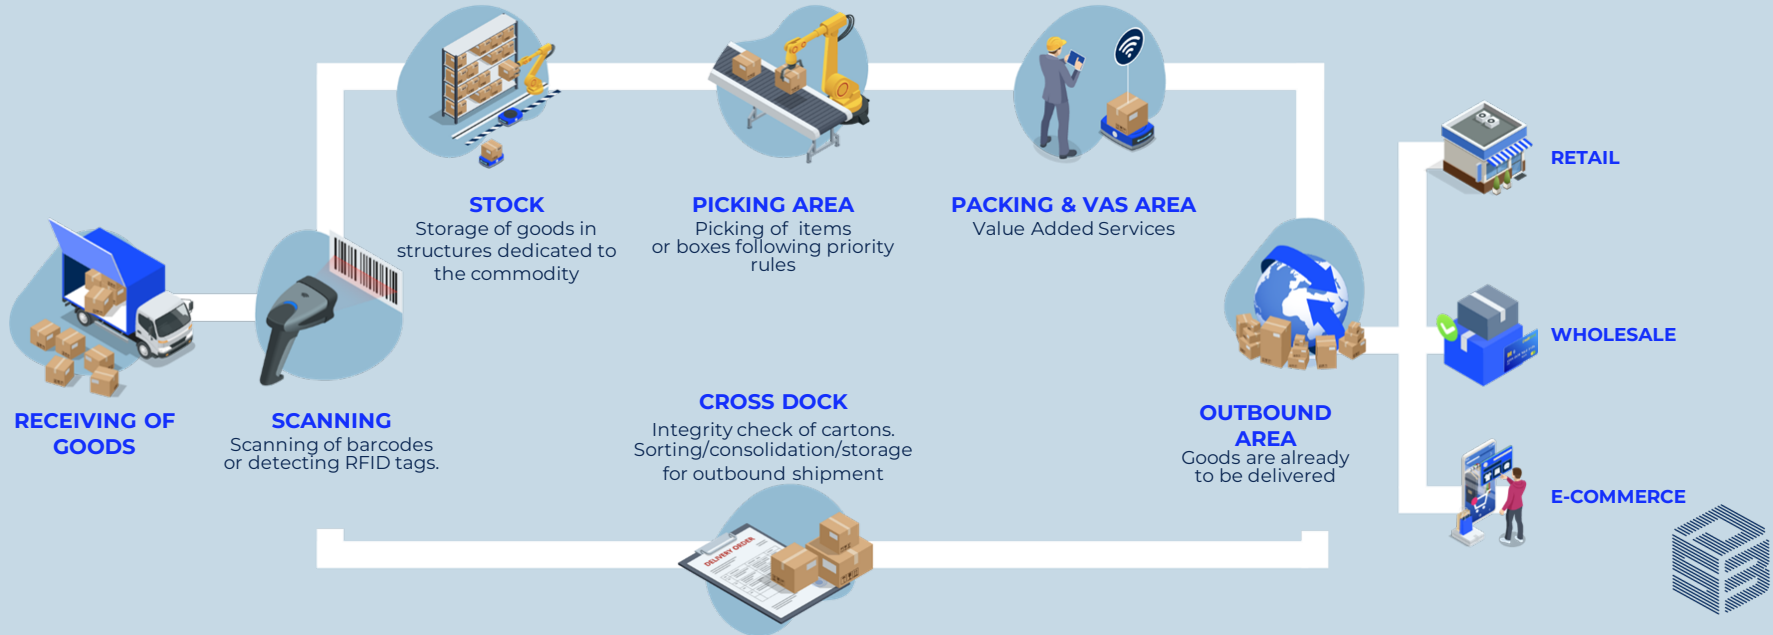 STOCK
Storage of goods in
structures dedicated to
the commodity
PICKING AREA
Picking of items
or boxes following priority
rules
PACKING & VAS AREA
Value Added Services
RECEIVING OF
GOODS
SCANNING
Scanning of barcodes
or detecting RFID tags.
CROSS DOCK
Integrity check of cartons.
Sorting/consolidation/storage
for outbound shipment
DELIVERY ORDER
OUTBOUND
AREA
Goods are already
to be delivered
RETAIL
WHOLESALE
E-COMMERCE